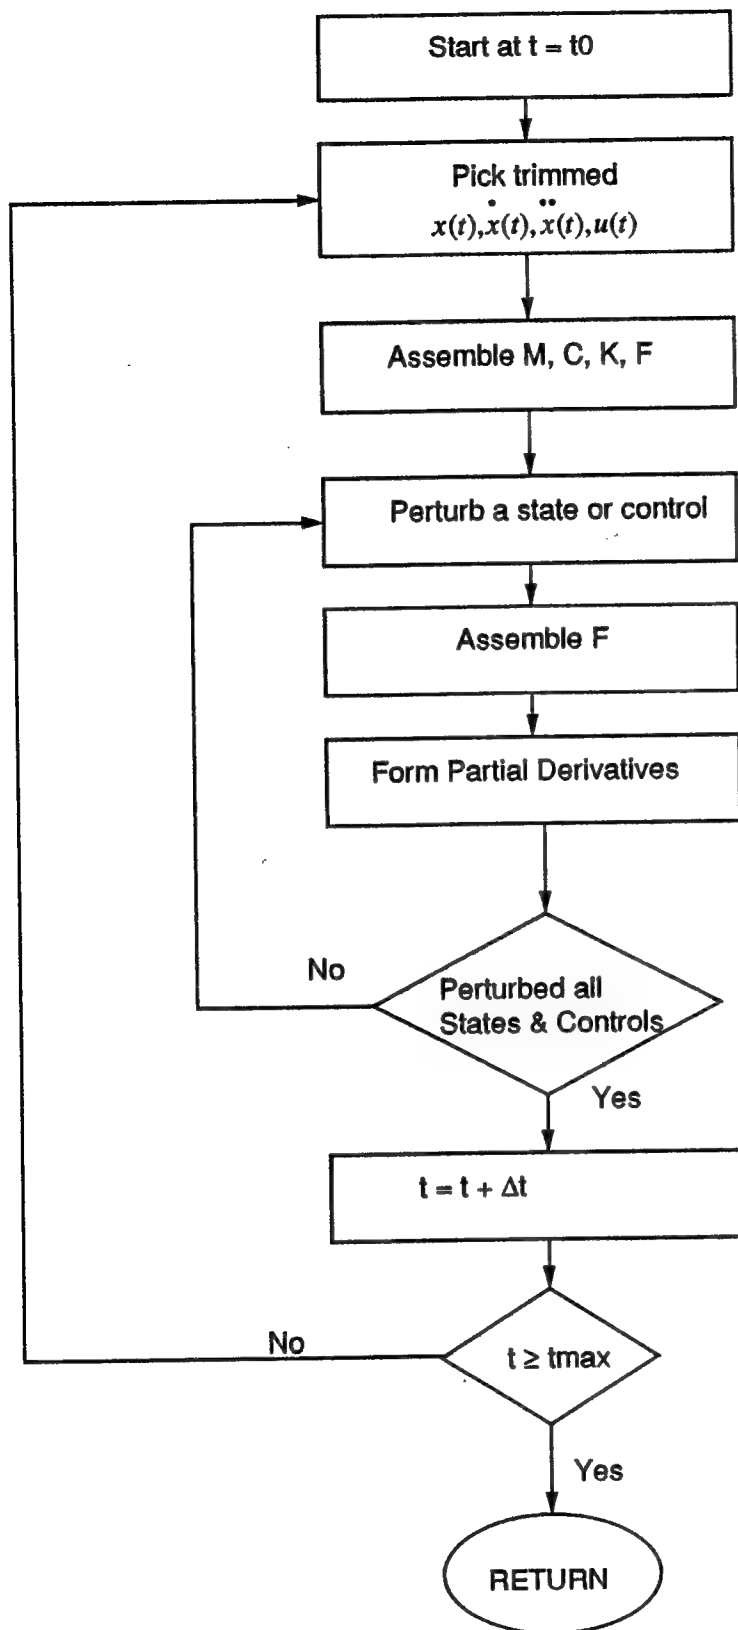 Start at t = t0
Pick trimmed
x(t),ẋ(t),ẍ(t),u(t)
Assemble M, C, K, F
Perturb a state or control
Assemble F
Form Partial Derivatives
No
Perturbed all
States & Controls
Yes
t = t + Δt
No
t ≥ tmax
Yes
RETURN